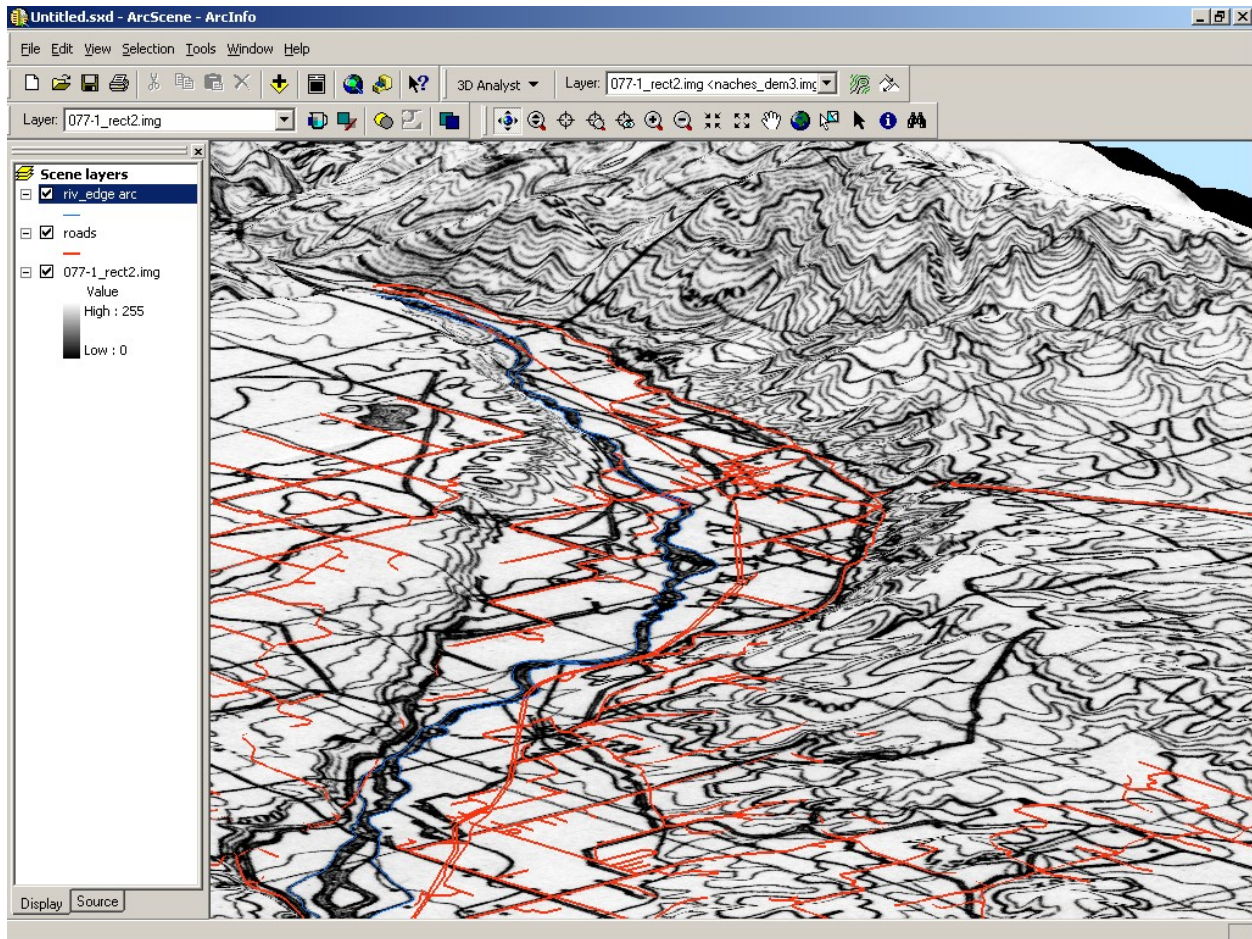 Untitled.sxd - ArcScene - ArcInfo
File Edit View Selection Tools Window Help
3D Analyst Layer: 077-1_rect2.img <naches_dem3.img
Layer: 077-1_rect2.img
Scene layers
riv_edge arc
roads
077-1_rect2.img
Value
High : 255
Low : 0
Display Source